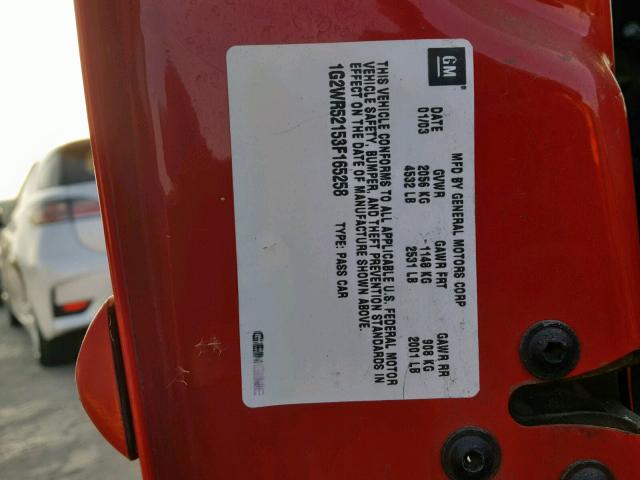 GM
MFD BY GENERAL MOTORS CORP
DATE GVWR GAWR FRT GAWR RR
01/03 2056 KG - 1148 KG 908 KG
4532 LB 2531 LB 2001 LB
THIS VEHICLE CONFORMS TO ALL APPLICABLE U.S. FEDERAL MOTOR
VEHICLE SAFETY, BUMPER, AND THEFT PREVENTION STANDARDS IN
EFFECT ON THE DATE OF MANUFACTURE SHOWN ABOVE.
1G2WR52153F165258 TYPE: PASS CAR
GENUINE